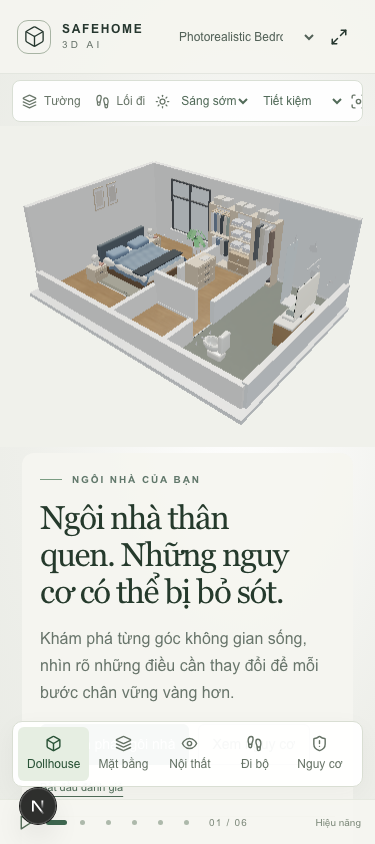 SAFEHOME
3D AI
Photorealistic Bedro
Tường
Lối đi
Sáng sớm
Tiết kiệm
NGÔI NHÀ CỦA BẠN
Ngôi nhà thân
quen. Những nguy
cơ có thể bị bỏ sót.
Khám phá từng góc không gian sống,
nhìn rõ những điều cần thay đổi để mỗi
bước chân vững vàng hơn.
Dollhouse
Mặt bằng
Nội thất
Đi bộ
Nguy cơ
đánh giá
N
01 / 06
Hiệu năng